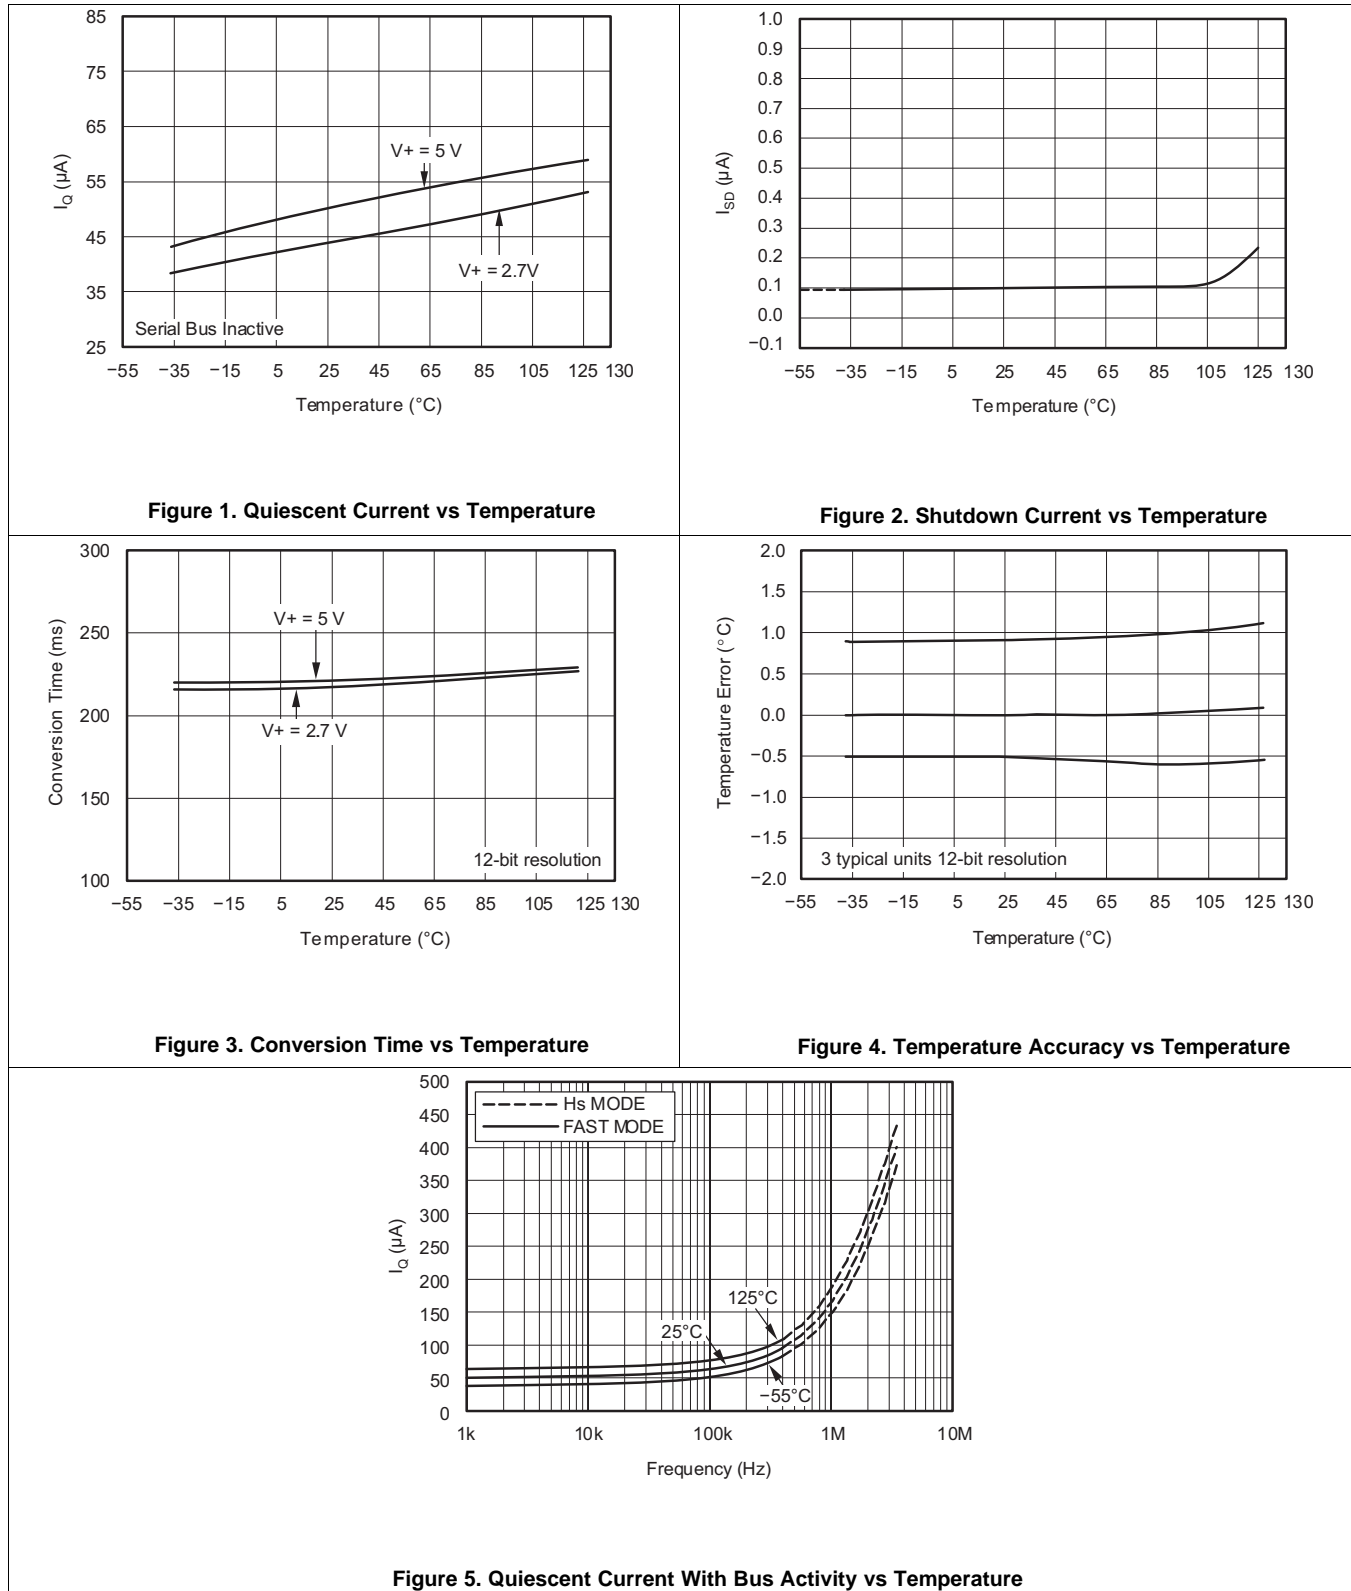 85
75
65
55
45
35
25
I_Q (µA)
V+ = 5 V
V+ = 2.7V
Serial Bus Inactive
−55 −35 −15 5 25 45 65 85 105 125 130
Temperature (°C)
Figure 1. Quiescent Current vs Temperature
1.0
0.9
0.8
0.7
0.6
0.5
0.4
0.3
0.2
0.1
0.0
−0.1
I_SD (µA)
−55 −35 −15 5 25 45 65 85 105 125 130
Temperature (°C)
Figure 2. Shutdown Current vs Temperature
300
250
200
150
100
Conversion Time (ms)
V+ = 5 V
V+ = 2.7 V
12-bit resolution
−55 −35 −15 5 25 45 65 85 105 125 130
Temperature (°C)
Figure 3. Conversion Time vs Temperature
2.0
1.5
1.0
0.5
0.0
−0.5
−1.0
−1.5
−2.0
Temperature Error (°C)
3 typical units 12-bit resolution
−55 −35 −15 5 25 45 65 85 105 125 130
Temperature (°C)
Figure 4. Temperature Accuracy vs Temperature
500
450
400
350
300
250
200
150
100
50
0
I_Q (µA)
Hs MODE
FAST MODE
125°C
25°C
−55°C
1k 10k 100k 1M 10M
Frequency (Hz)
Figure 5. Quiescent Current With Bus Activity vs Temperature